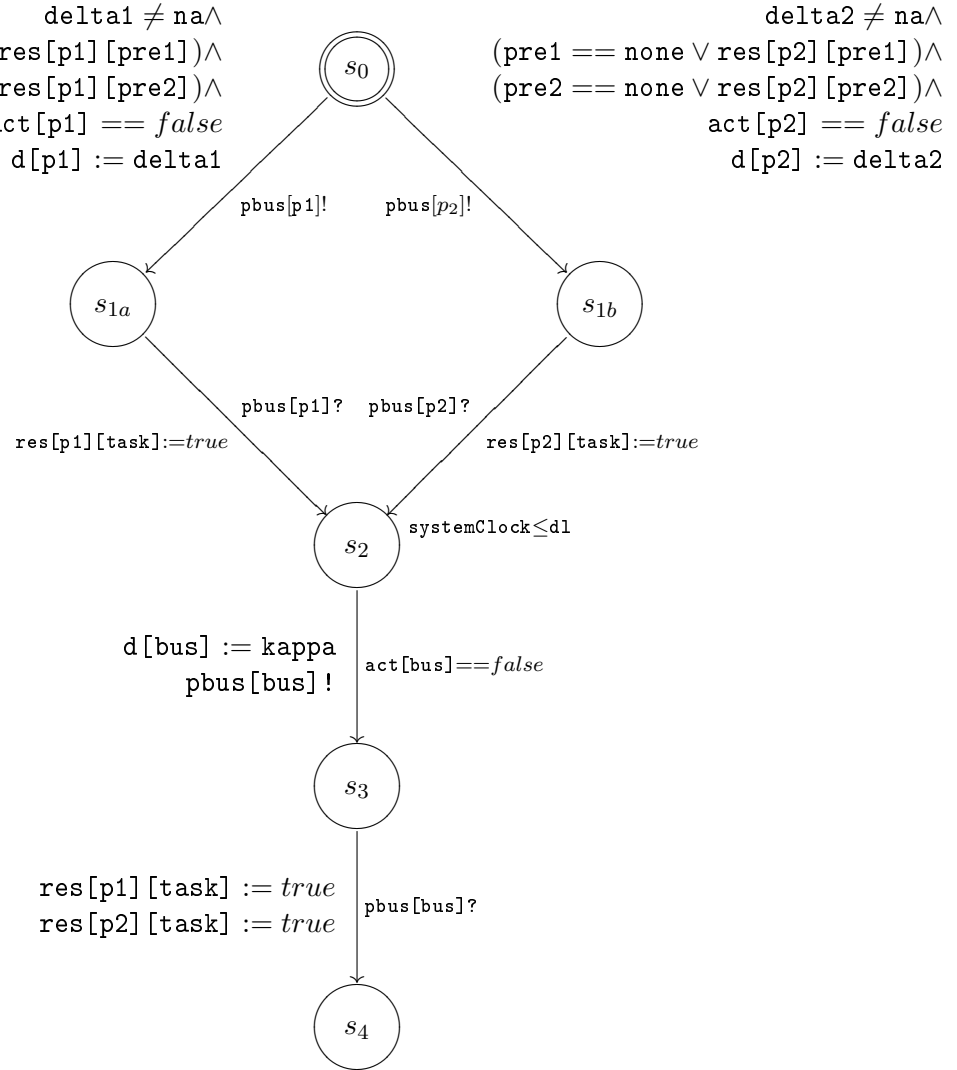 delta1 ≠ na∧
res[p1][pre1])∧
res[p1][pre2])∧
act[p1] == false
d[p1] := delta1
delta2 ≠ na∧
(pre1 == none ∨ res[p2][pre1])∧
(pre2 == none ∨ res[p2][pre2])∧
act[p2] == false
d[p2] := delta2
s₀
pbus[p1]!
pbus[p₂]!
s₁ₐ
s_{1b}
pbus[p1]?
pbus[p2]?
res[p1][task]:=true
res[p2][task]:=true
s₂
systemClock≤dl
d[bus] := kappa
pbus[bus]!
act[bus]==false
s₃
res[p1][task] := true
res[p2][task] := true
pbus[bus]?
s₄